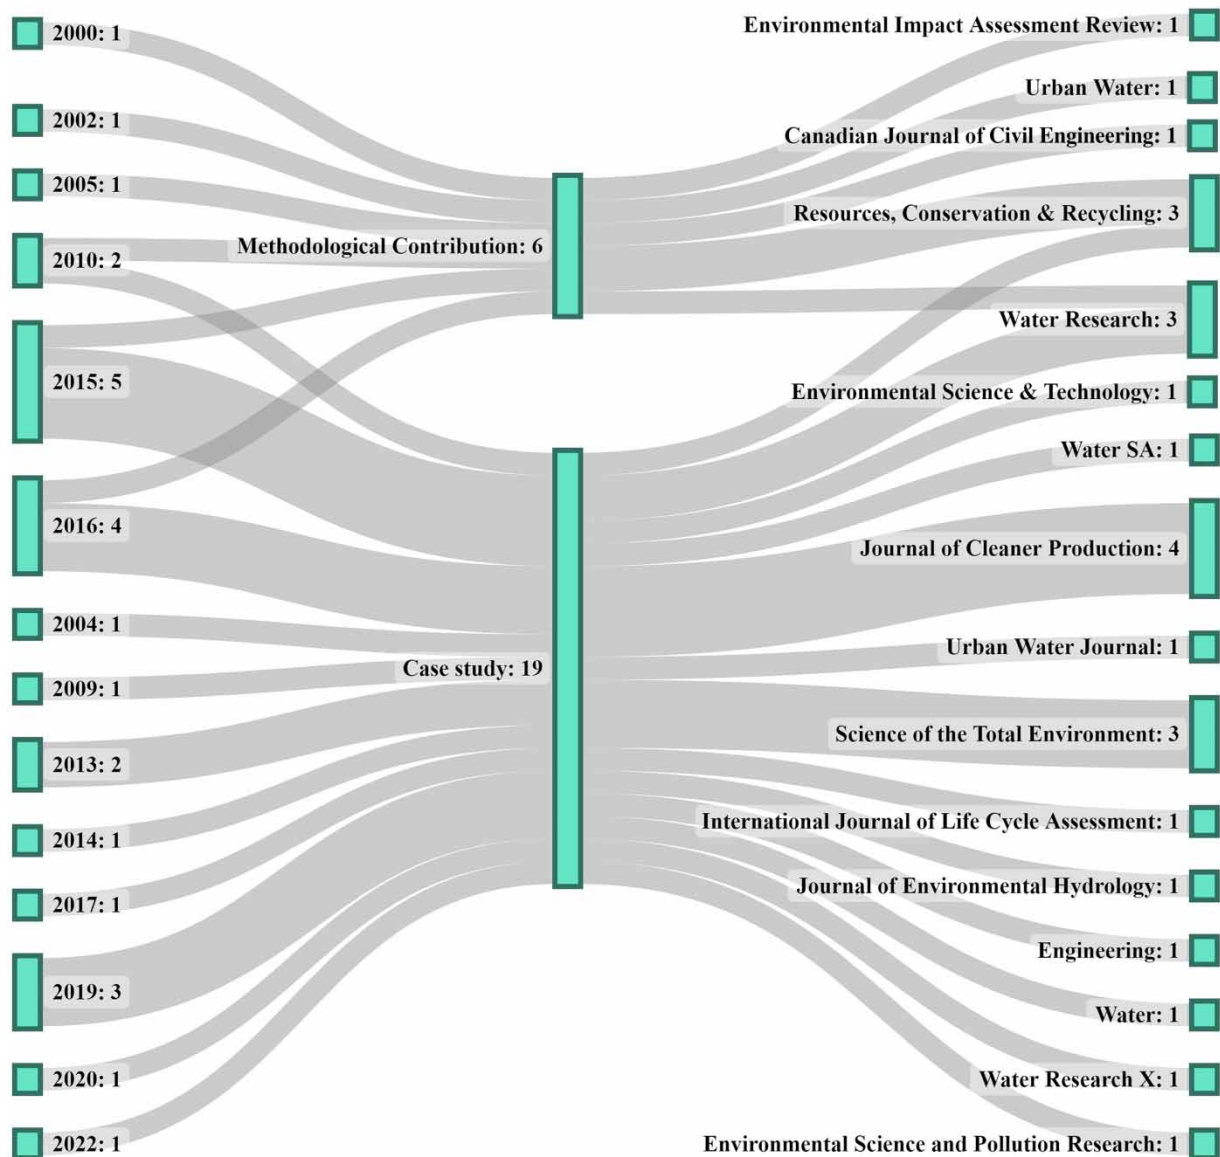 2000: 1
2002: 1
2005: 1
2010: 2
2015: 5
2016: 4
2004: 1
2009: 1
2013: 2
2014: 1
2017: 1
2019: 3
2020: 1
2022: 1
Methodological Contribution: 6
Case study: 19
Environmental Impact Assessment Review: 1
Urban Water: 1
Canadian Journal of Civil Engineering: 1
Resources, Conservation & Recycling: 3
Water Research: 3
Environmental Science & Technology: 1
Water SA: 1
Journal of Cleaner Production: 4
Urban Water Journal: 1
Science of the Total Environment: 3
International Journal of Life Cycle Assessment: 1
Journal of Environmental Hydrology: 1
Engineering: 1
Water: 1
Water Research X: 1
Environmental Science and Pollution Research: 1